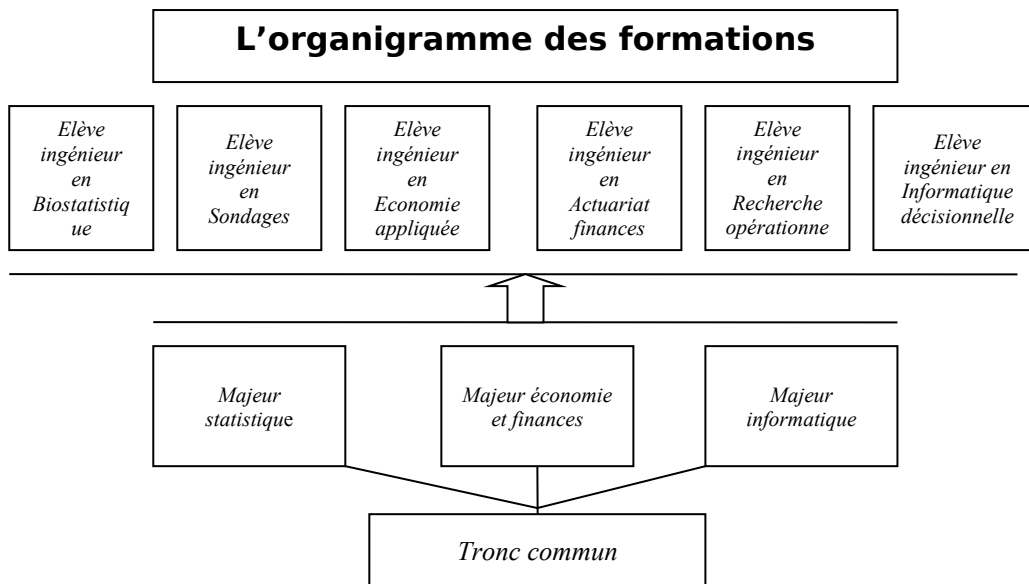 L’organigramme des formations
Elève
ingénieur
en
Biostatistiq
ue
Elève
ingénieur
en
Sondages
Elève
ingénieur
en
Economie
appliquée
Elève
ingénieur
en
Actuariat
finances
Elève
ingénieur
en
Recherche
opérationne
Elève
ingénieur en
Informatique
décisionnelle
Majeur
statistique
Majeur économie
et finances
Majeur
informatique
Tronc commun